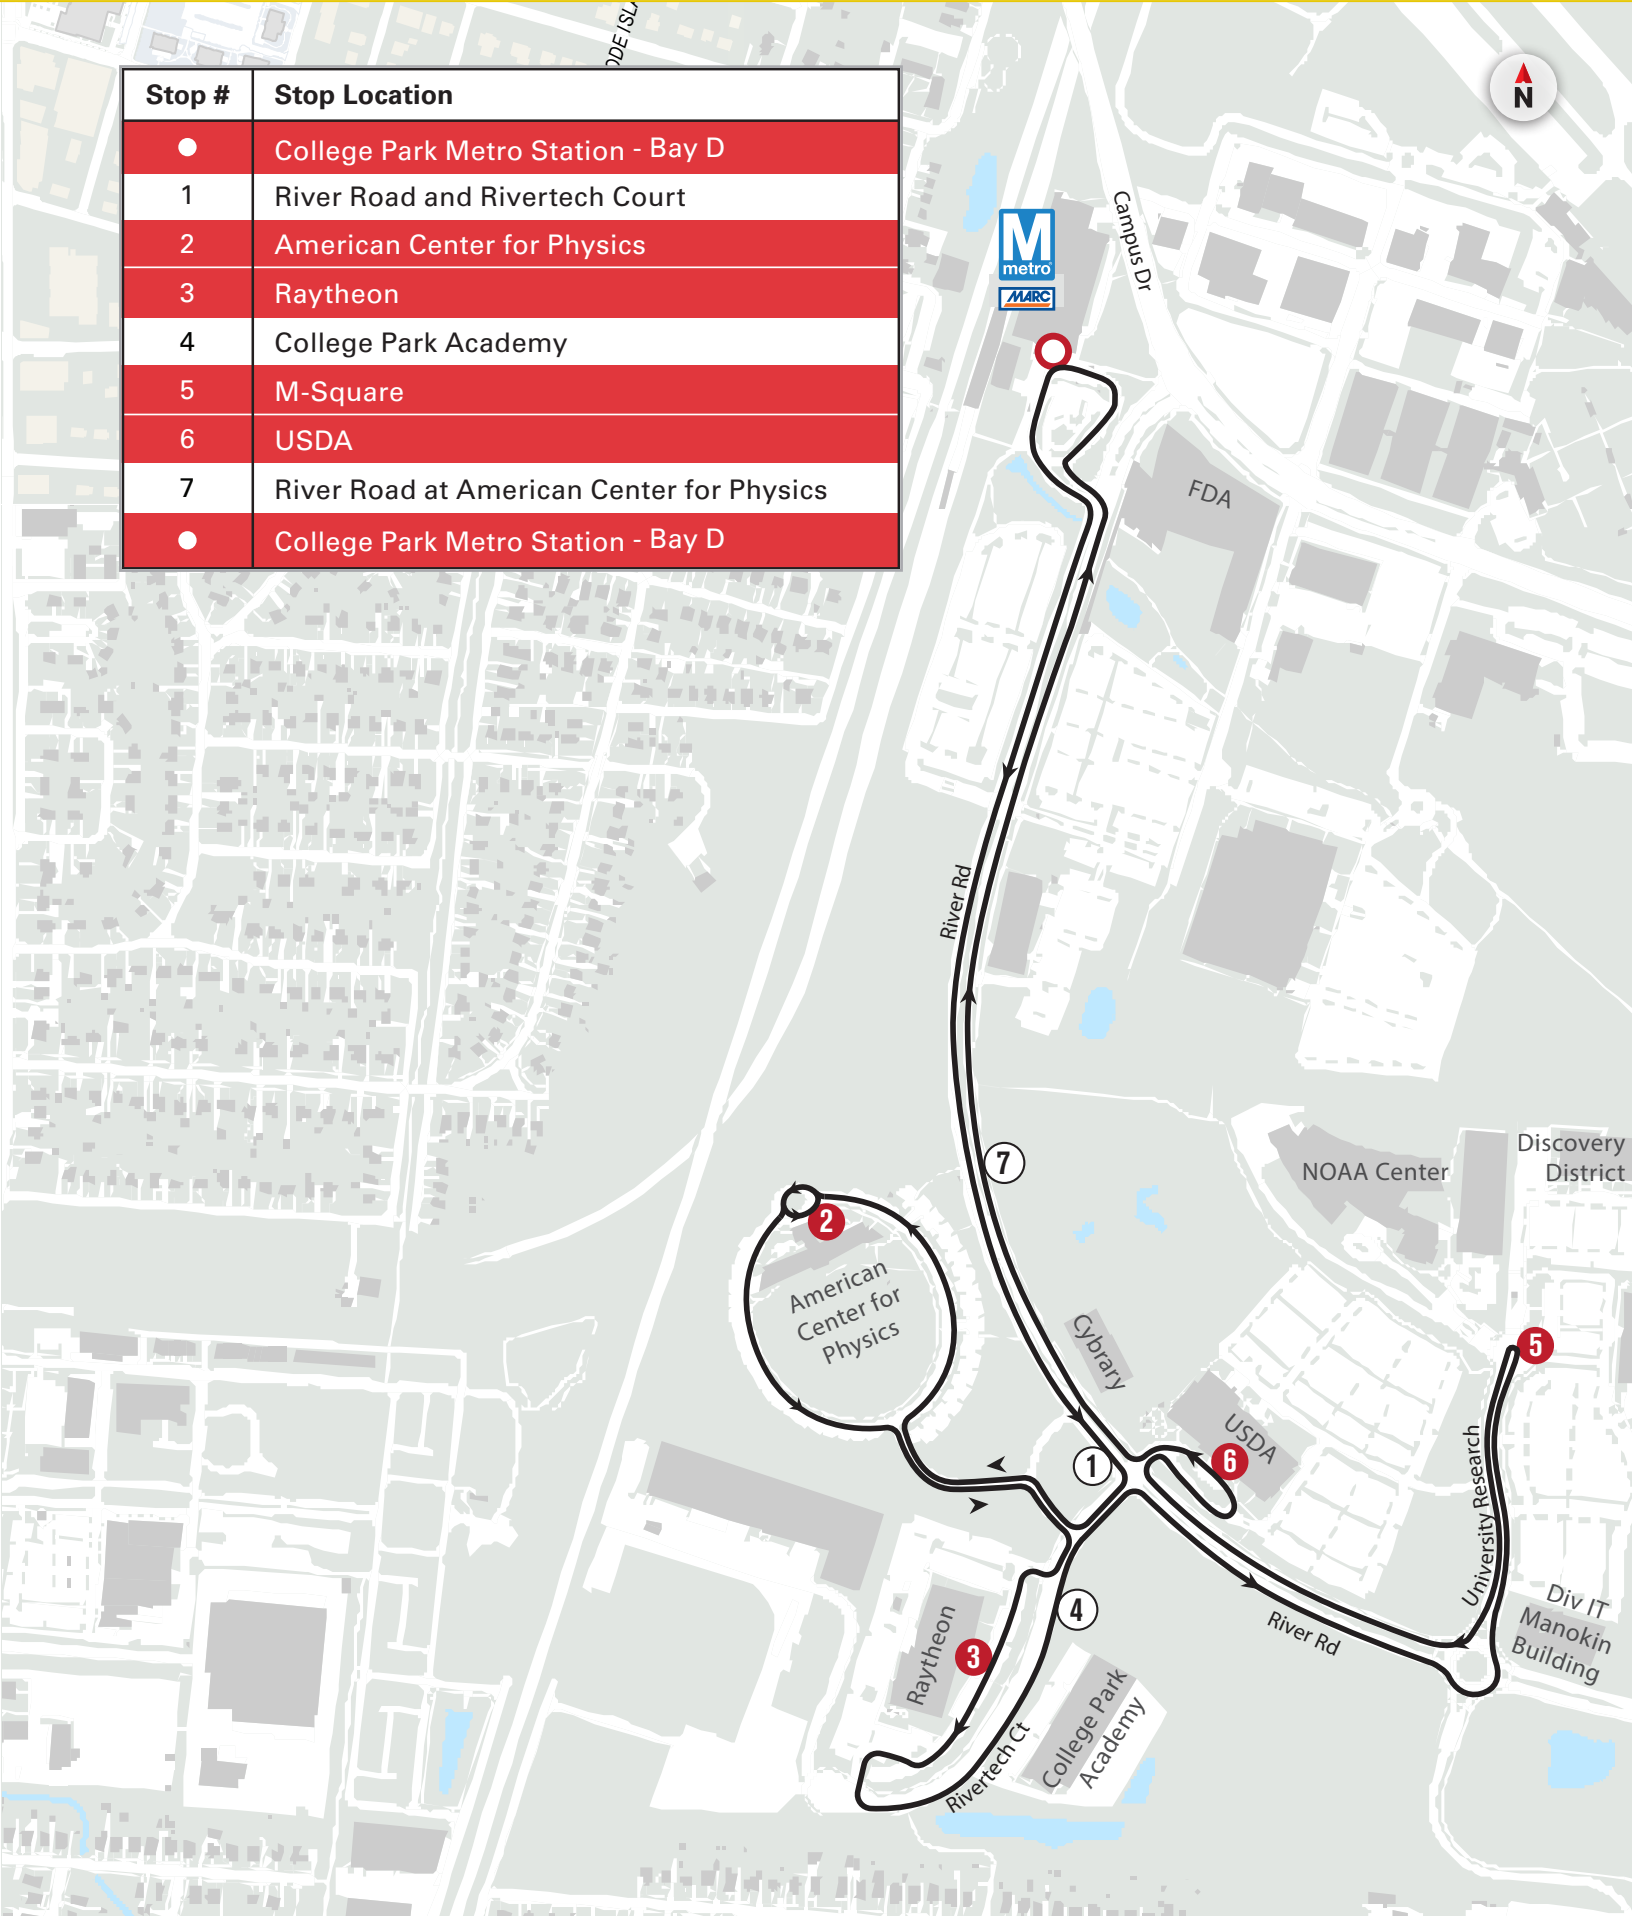 Stop # Stop Location
College Park Metro Station - Bay D
1 River Road and Rivertech Court
2 American Center for Physics
3 Raytheon
4 College Park Academy
5 M-Square
6 USDA
7 River Road at American Center for Physics
College Park Metro Station - Bay D
N
M
metro
MARC
Campus Dr
FDA
River Rd
7
NOAA Center
Discovery
District
2
American
Center for
Physics
Cybrary
5
USDA
6
1
University Research
4
River Rd
Div IT
Manokin
Building
Raytheon
3
College Park
Academy
Rivertech Ct